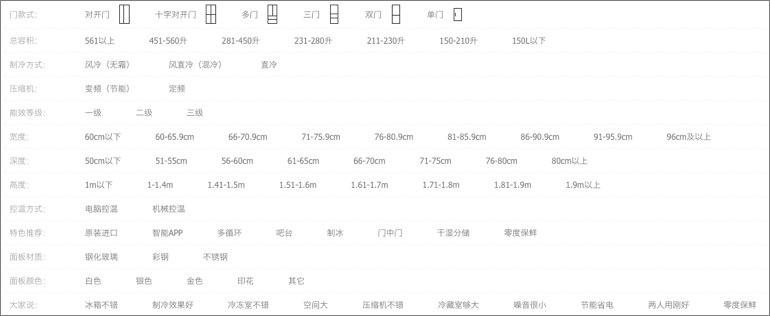 门款式: 对开门 十字对开门 多门 三门 双门 单门
总容积: 561以上 451-560升 281-450升 231-280升 211-230升 150-210升 150L以下
制冷方式: 风冷（无霜） 风直冷（混冷） 直冷
压缩机: 变频（节能） 定频
能效等级: 一级 二级 三级
宽度: 60cm以下 60-65.9cm 66-70.9cm 71-75.9cm 76-80.9cm 81-85.9cm 86-90.9cm 91-95.9cm 96cm及以上
深度: 50cm以下 51-55cm 56-60cm 61-65cm 66-70cm 71-75cm 76-80cm 80cm以上
高度: 1m以下 1-1.4m 1.41-1.5m 1.51-1.6m 1.61-1.7m 1.71-1.8m 1.81-1.9m 1.9m以上
控温方式: 电脑控温 机械控温
特色推荐: 原装进口 智能APP 多循环 吧台 制冰 门中门 干湿分储 零度保鲜
面板材质: 钢化玻璃 彩钢 不锈钢
面板颜色: 白色 银色 金色 印花 其它
大家说: 冰箱不错 制冷效果好 冷冻室不错 空间大 压缩机不错 冷藏室够大 噪音很小 节能省电 两人用刚好 零度保鲜